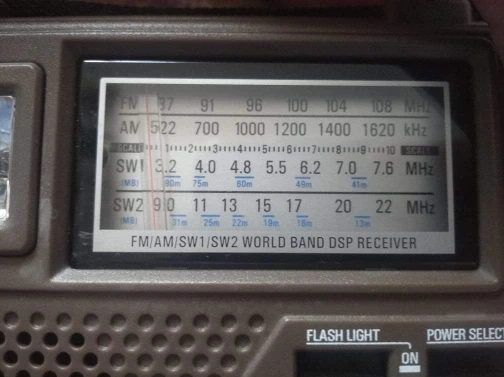 FM 87 91 96 100 104 108 MHz
AM 522 700 1000 1200 1400 1620 kHz
SCALE 1 2 3 4 5 6 7 8 9 10 SCALE
SW1 3.2 4.0 4.8 5.5 6.2 7.0 7.6 MHz
(MB) 90m 75m 60m 49m 41m
SW2 9.0 11 13 15 17 20 22 MHz
(MB) 31m 25m 22m 19m 16m 13m
FM/AM/SW1/SW2 WORLD BAND DSP RECEIVER
FLASH LIGHT POWER SELECT
ON